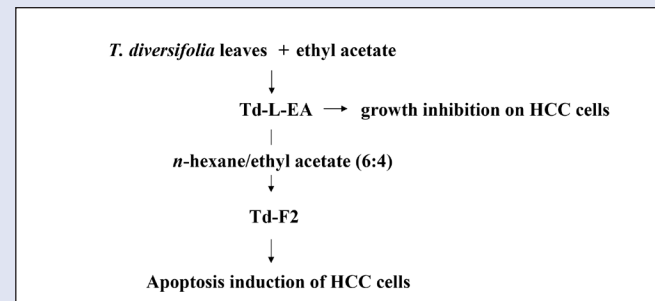 T. diversifolia leaves + ethyl acetate
Td-L-EA → growth inhibition on HCC cells
n-hexane/ethyl acetate (6:4)
Td-F2
Apoptosis induction of HCC cells